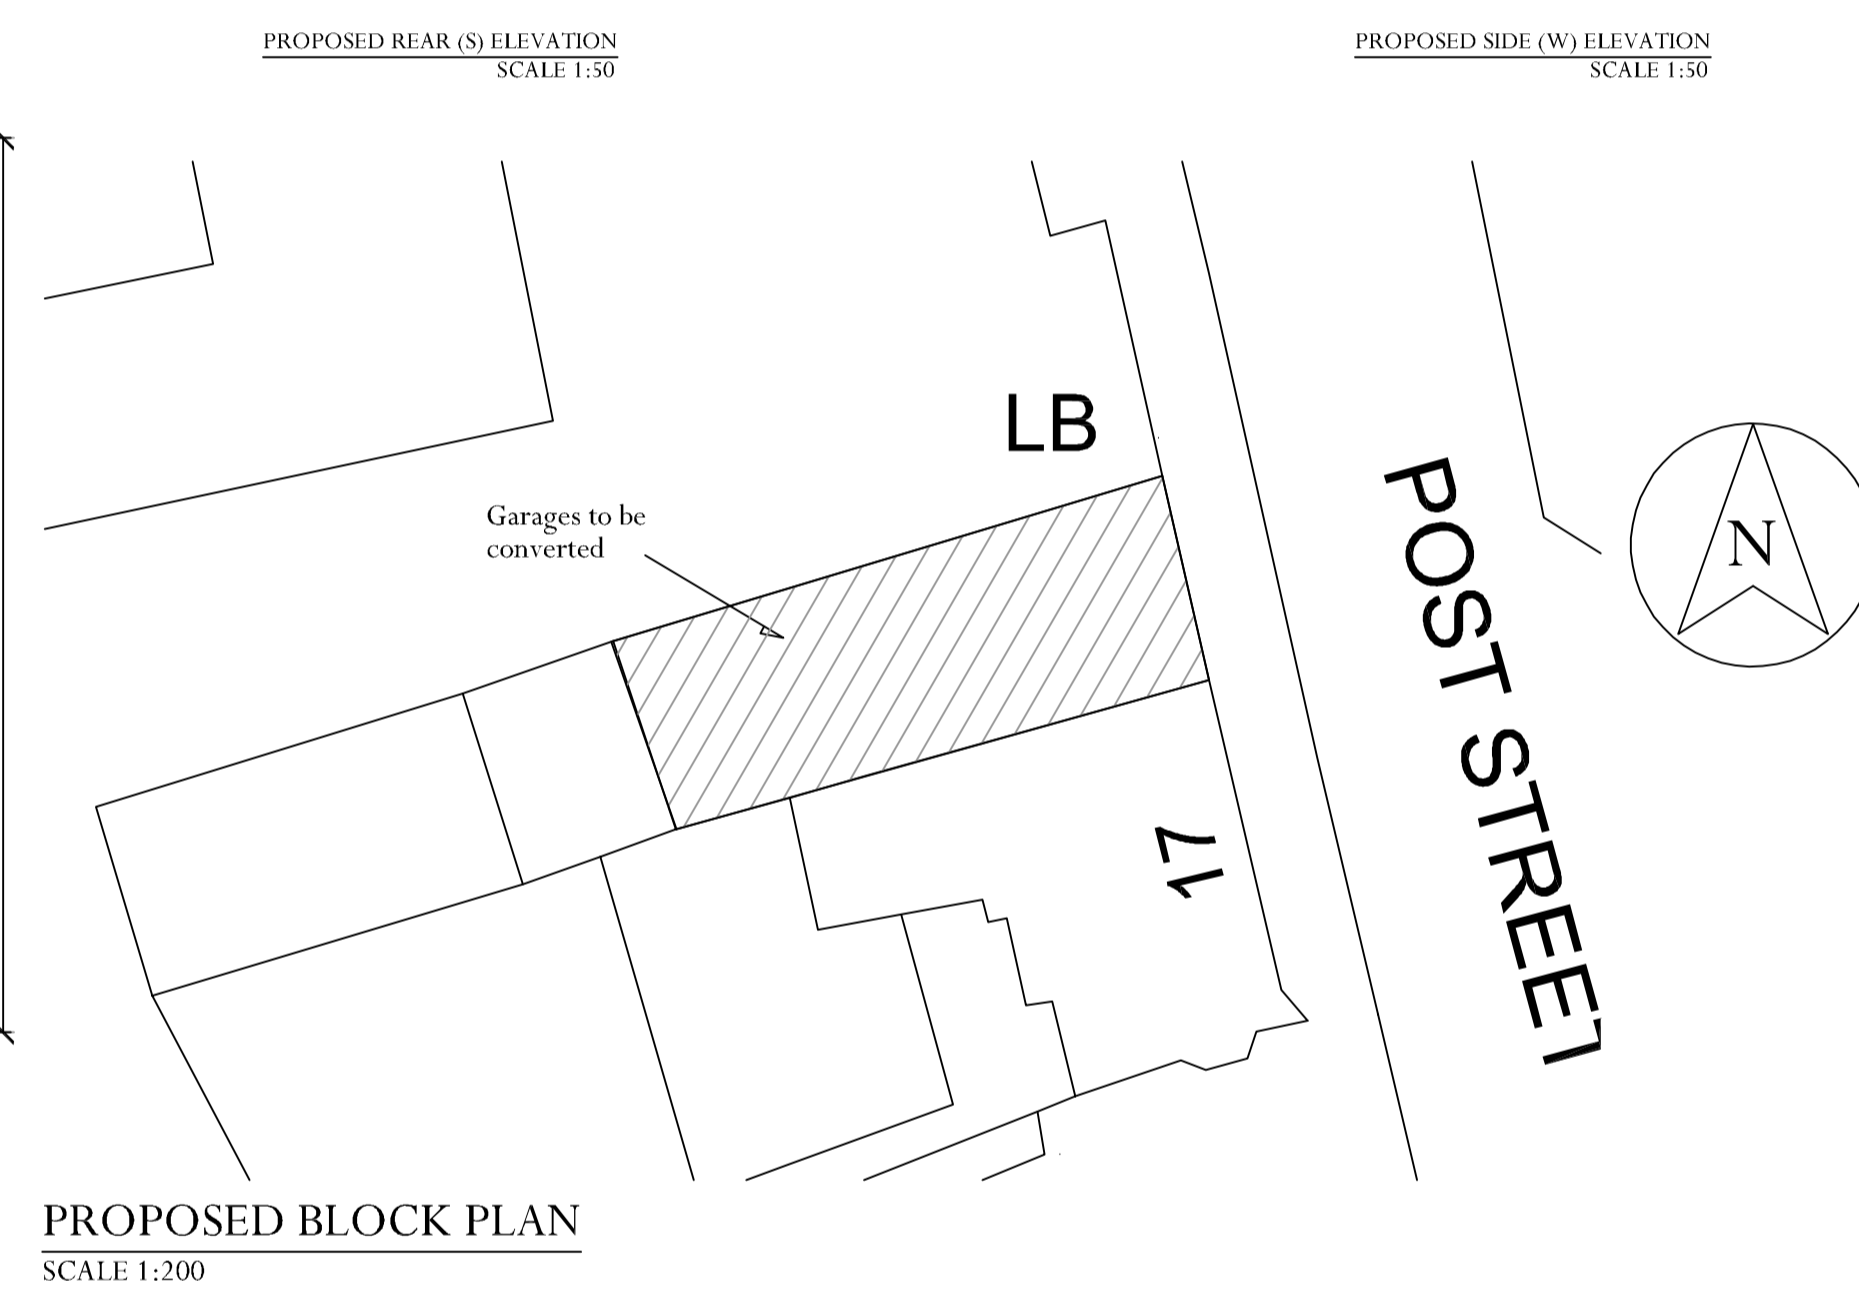 PROPOSED REAR (S) ELEVATION
SCALE 1:50
PROPOSED SIDE (W) ELEVATION
SCALE 1:50
LB
Garages to be
converted
N
POST STREET
17
PROPOSED BLOCK PLAN
SCALE 1:200